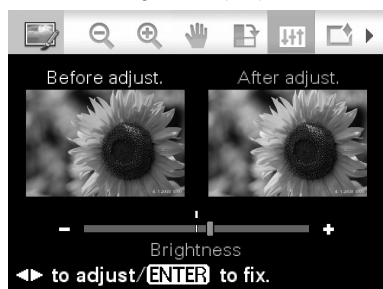 Before adjust. After adjust.
- +
Brightness
◄► to adjust/ENTER to fix.